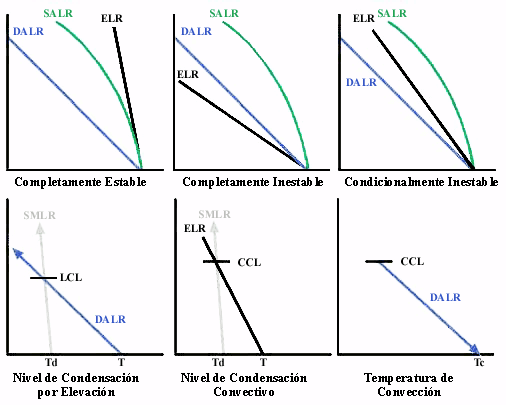 SALR
ELR
DALR
Completamente Estable
SALR
DALR
ELR
Completamente Inestable
ELR
SALR
DALR
Condicionalmente Inestable
SMLR
LCL
DALR
Td
T
Nivel de Condensación
por Elevación
SMLR
ELR
CCL
Td
T
Nivel de Condensación
Convectivo
CCL
DALR
Tc
Temperatura de
Convección